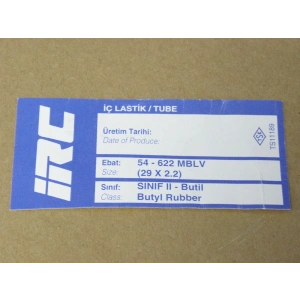 IRC
İÇ LASTİK / TUBE
Üretim Tarihi:
Date of Produce:
TSE
TS11189
Ebat: 54 - 622 MBLV
Size: (29 X 2.2)
Sınıf: SINIF II - Butil
Class: Butyl Rubber